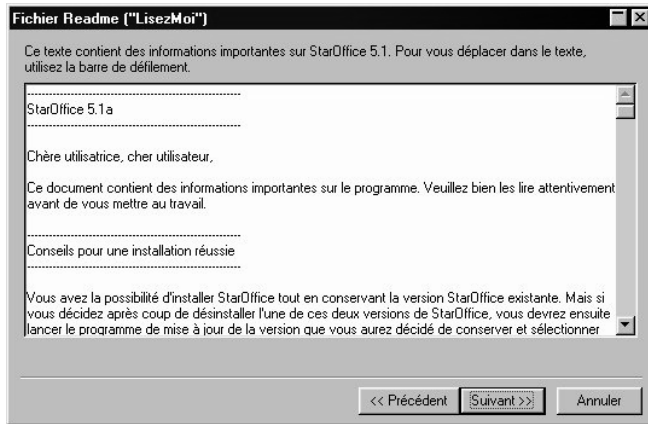 Fichier Readme ("LisezMoi")
Ce texte contient des informations importantes sur StarOffice 5.1. Pour vous déplacer dans le texte,
utilisez la barre de défilement.
------------------------------------------------------
StarOffice 5.1a
------------------------------------------------------
Chère utilisatrice, cher utilisateur,
Ce document contient des informations importantes sur le programme. Veuillez bien les lire attentivement
avant de vous mettre au travail.
------------------------------------------------------
Conseils pour une installation réussie
------------------------------------------------------
Vous avez la possibilité d'installer StarOffice tout en conservant la version StarOffice existante. Mais si
vous décidez après coup de désinstaller l'une de ces deux versions de StarOffice, vous devrez ensuite
lancer le programme de mise à jour de la version que vous aurez décidé de conserver et sélectionner
<< Précédent Suivant >> Annuler